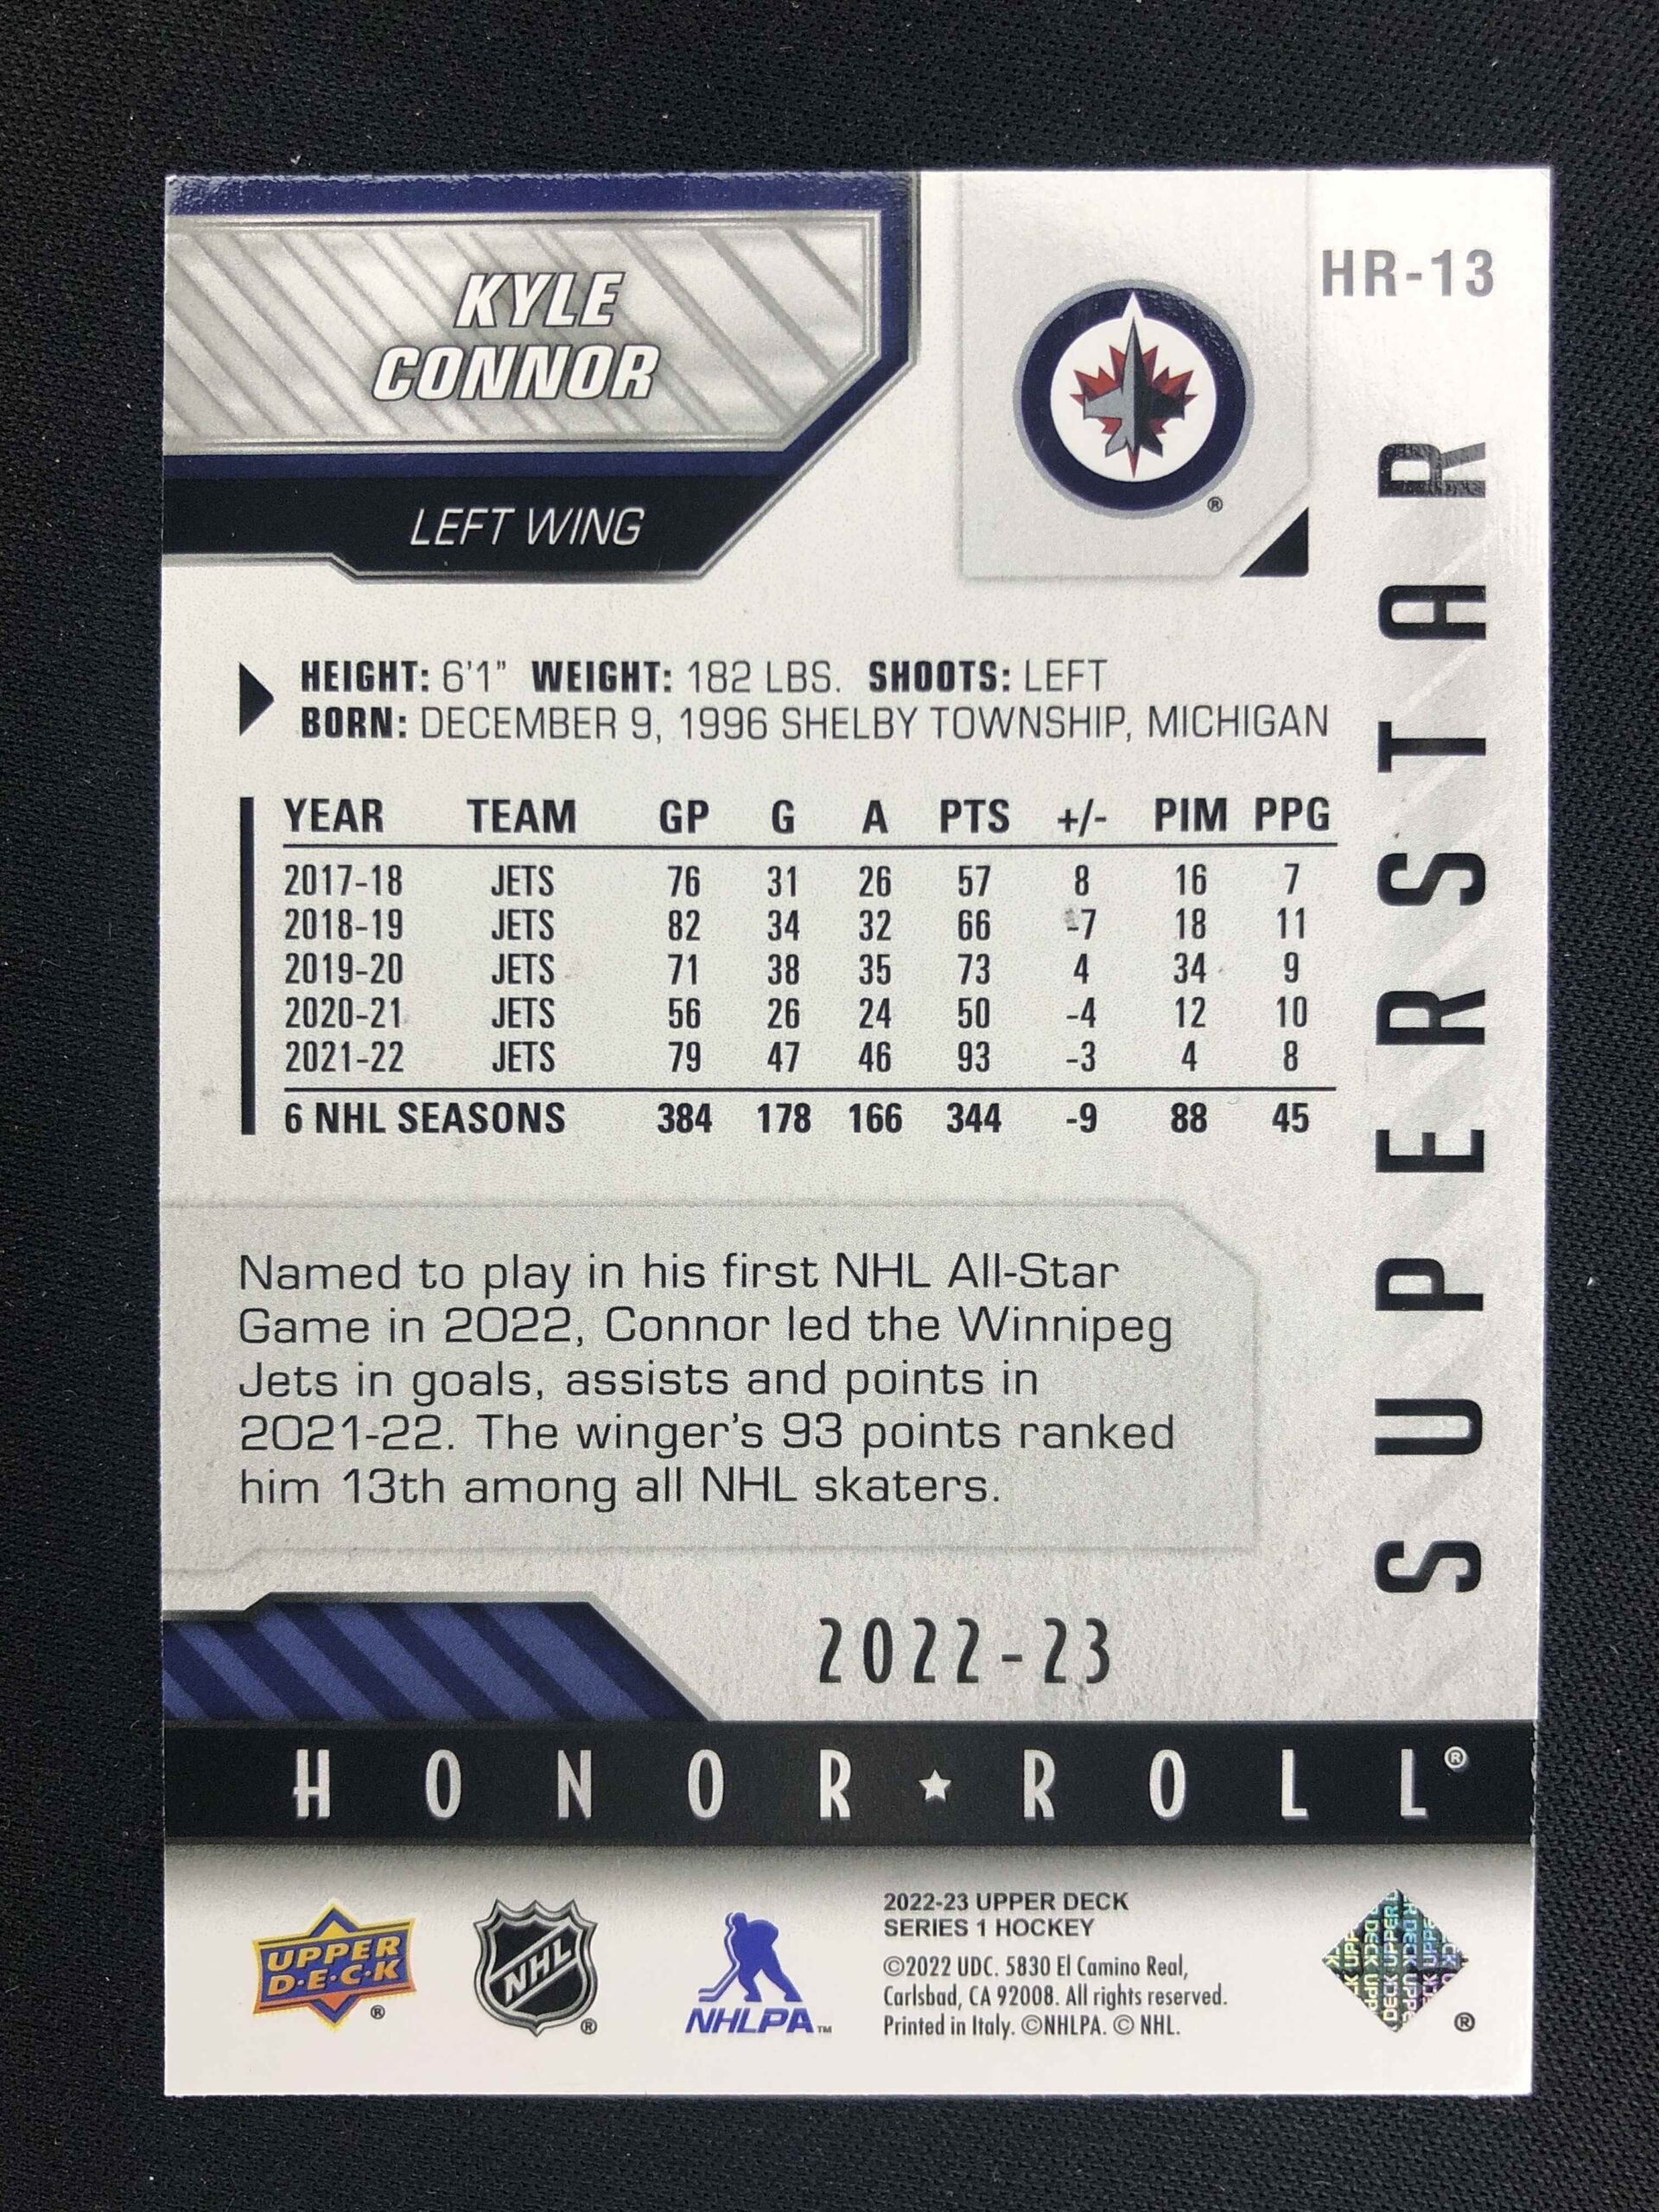 KYLE
CONNOR
LEFT WING
HR-13
®
SUPERSTAR
HEIGHT: 6'1" WEIGHT: 182 LBS. SHOOTS: LEFT
BORN: DECEMBER 9, 1996 SHELBY TOWNSHIP, MICHIGAN
YEAR TEAM GP G A PTS +/- PIM PPG
2017-18 JETS 76 31 26 57 8 16 7
2018-19 JETS 82 34 32 66 -7 18 11
2019-20 JETS 71 38 35 73 4 34 9
2020-21 JETS 56 26 24 50 -4 12 10
2021-22 JETS 79 47 46 93 -3 4 8
6 NHL SEASONS 384 178 166 344 -9 88 45
Named to play in his first NHL All-Star
Game in 2022, Connor led the Winnipeg
Jets in goals, assists and points in
2021-22. The winger's 93 points ranked
him 13th among all NHL skaters.
2022-23
HONOR★ROLL®
UPPER
D·E·C·K®
NHL®
NHLPA™
2022-23 UPPER DECK
SERIES 1 HOCKEY
©2022 UDC. 5830 El Camino Real,
Carlsbad, CA 92008. All rights reserved.
Printed in Italy. ©NHLPA. © NHL.
®